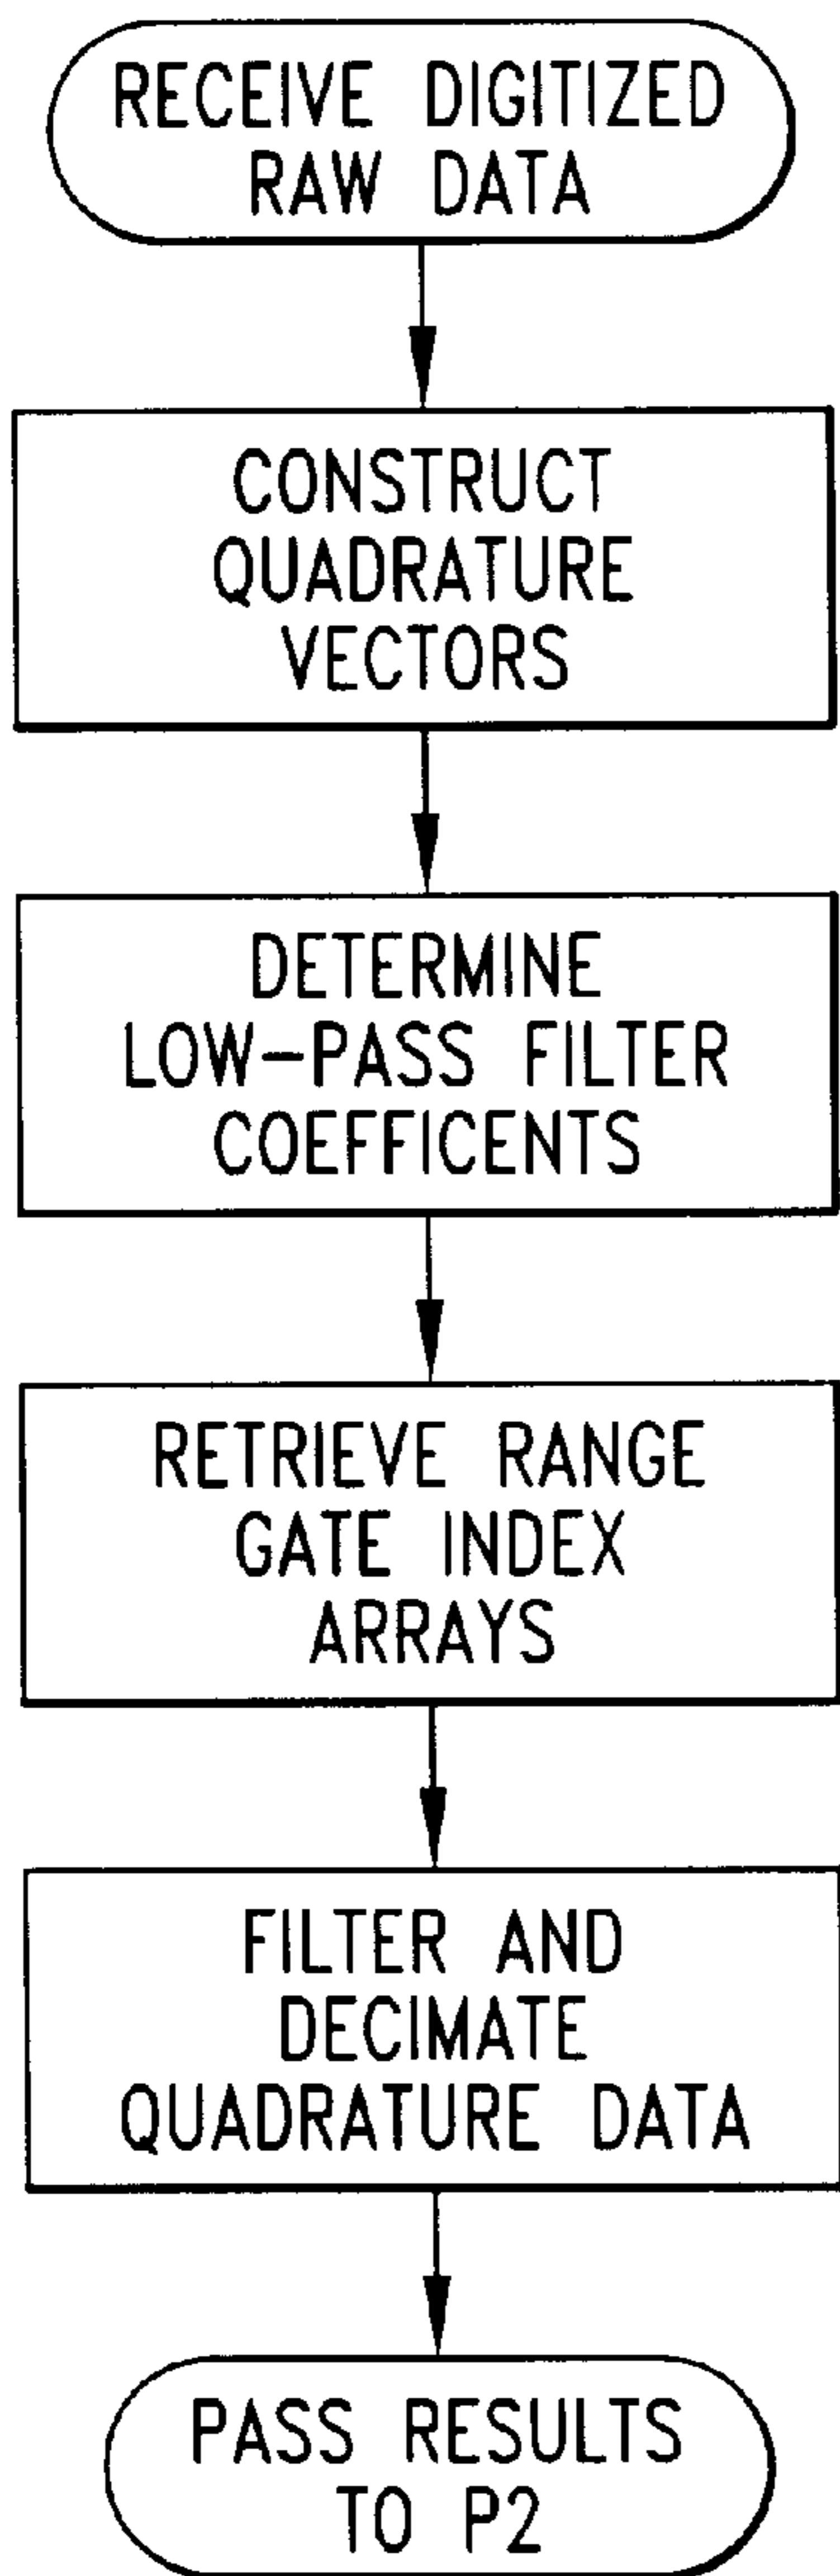 RECEIVE DIGITIZED
RAW DATA
CONSTRUCT
QUADRATURE
VECTORS
DETERMINE
LOW-PASS FILTER
COEFFICENTS
RETRIEVE RANGE
GATE INDEX
ARRAYS
FILTER AND
DECIMATE
QUADRATURE DATA
PASS RESULTS
TO P2